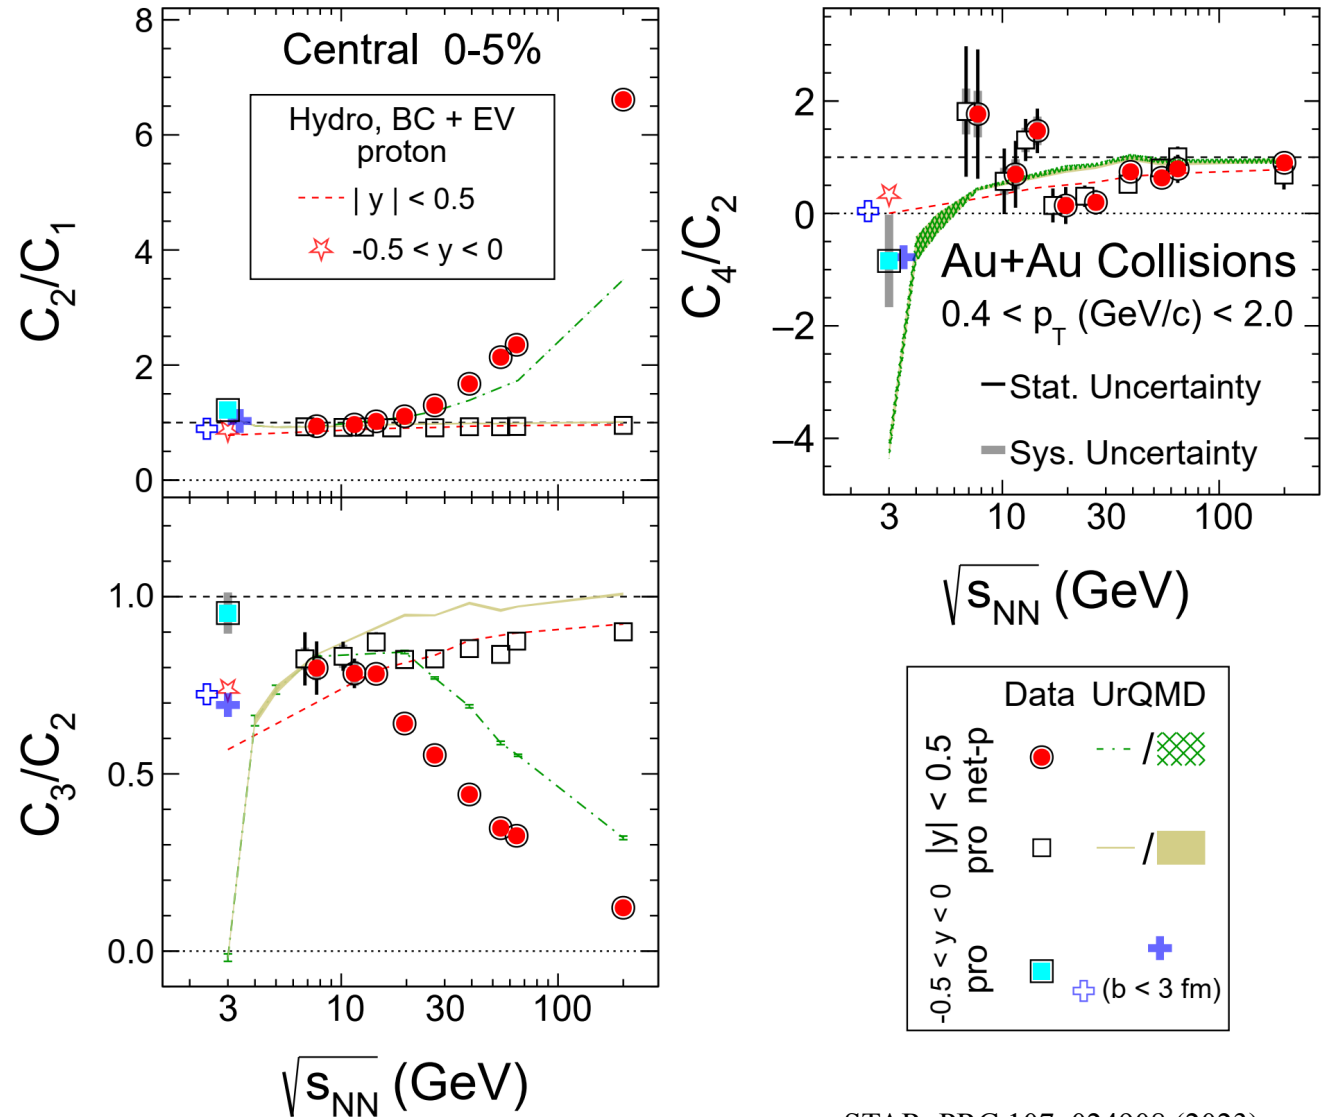 Central 0-5%
Hydro, BC + EV
proton
| y | < 0.5
-0.5 < y < 0
C2/C1
8
6
4
2
0
C3/C2
1.0
0.5
0.0
3 10 30 100
√sNN (GeV)
C4/C2
2
0
−2
−4
Au+Au Collisions
0.4 < pT (GeV/c) < 2.0
Stat. Uncertainty
Sys. Uncertainty
3 10 30 100
√sNN (GeV)
Data UrQMD
|y| < 0.5
net-p
/
pro
/
-0.5 < y < 0
pro
(b < 3 fm)